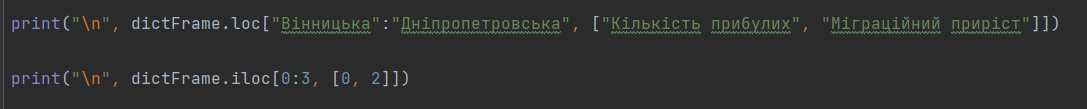 print("\n", dictFrame.loc["Вінницька":"Дніпропетровська", ["Кількість прибулих", "Міграційний приріст"]])
print("\n", dictFrame.iloc[0:3, [0, 2]])